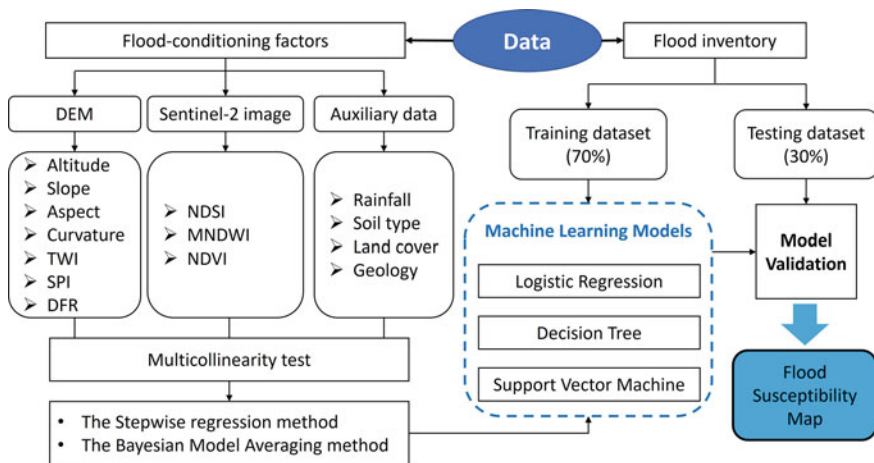 Data
Flood-conditioning factors
Flood inventory
DEM
Sentinel-2 image
Auxiliary data
Training dataset
(70%)
Testing dataset
(30%)
➢ Altitude
➢ Slope
➢ Aspect
➢ Curvature
➢ TWI
➢ SPI
➢ DFR
➢ NDSI
➢ MNDWI
➢ NDVI
➢ Rainfall
➢ Soil type
➢ Land cover
➢ Geology
Machine Learning Models
Logistic Regression
Decision Tree
Support Vector Machine
Model
Validation
Multicollinearity test
• The Stepwise regression method
• The Bayesian Model Averaging method
Flood
Susceptibility
Map